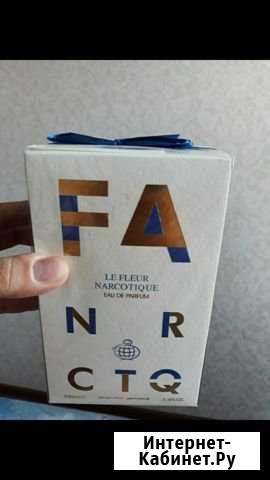 FA
LE FLEUR
NARCOTIQUE
EAU DE PARFUM
N R
CTQ
Интернет-
Кабинет.Ру